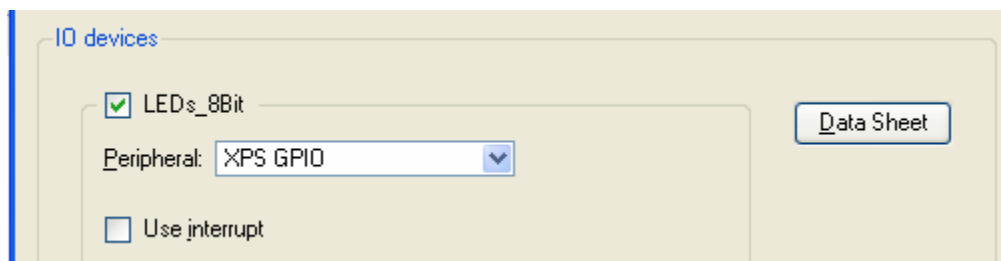 IO devices
LEDs_8Bit
Data Sheet
Peripheral: XPS GPIO
Use interrupt